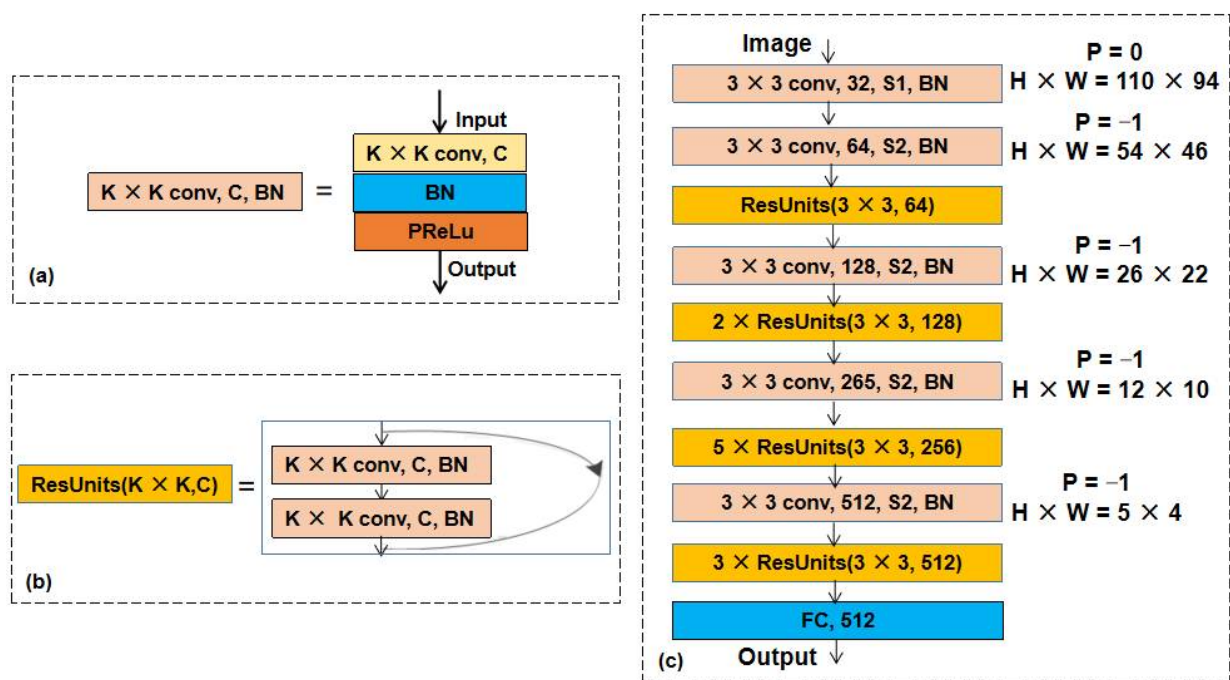 Input
K × K conv, C
K × K conv, C, BN
=
BN
PReLu
Output
(a)
K × K conv, C, BN
ResUnits(K × K,C)
=
K × K conv, C, BN
(b)
Image
P = 0
3 × 3 conv, 32, S1, BN
H × W = 110 × 94
P = −1
3 × 3 conv, 64, S2, BN
H × W = 54 × 46
ResUnits(3 × 3, 64)
P = −1
3 × 3 conv, 128, S2, BN
H × W = 26 × 22
2 × ResUnits(3 × 3, 128)
P = −1
3 × 3 conv, 265, S2, BN
H × W = 12 × 10
5 × ResUnits(3 × 3, 256)
P = −1
3 × 3 conv, 512, S2, BN
H × W = 5 × 4
3 × ResUnits(3 × 3, 512)
FC, 512
Output
(c)